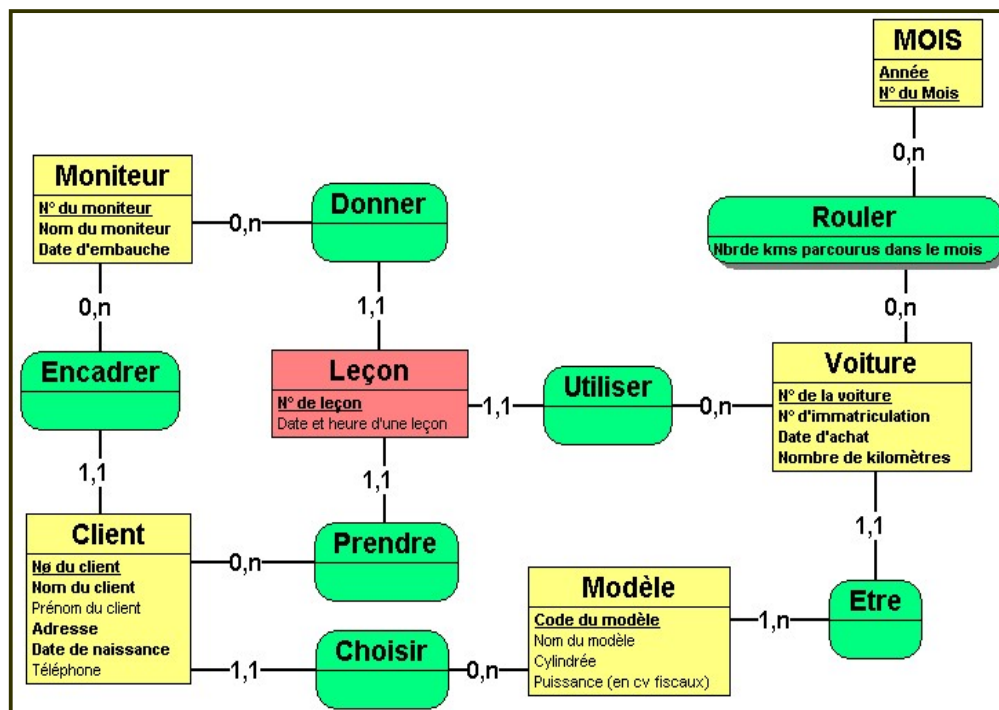 MOIS
Année
N° du Mois
0,n
Moniteur
N° du moniteur
Nom du moniteur
Date d'embauche
0,n
Donner
Rouler
Nbrde kms parcourus dans le mois
0,n
1,1
0,n
Encadrer
Leçon
N° de leçon
Date et heure d'une leçon
1,1
Utiliser
0,n
Voiture
N° de la voiture
N° d'immatriculation
Date d'achat
Nombre de kilomètres
1,1
1,1
1,1
Client
Nø du client
Nom du client
Prénom du client
Adresse
Date de naissance
Téléphone
0,n
Prendre
Modèle
Code du modèle
Nom du modèle
Cylindrée
Puissance (en cv fiscaux)
1,n
Etre
1,1
Choisir
0,n